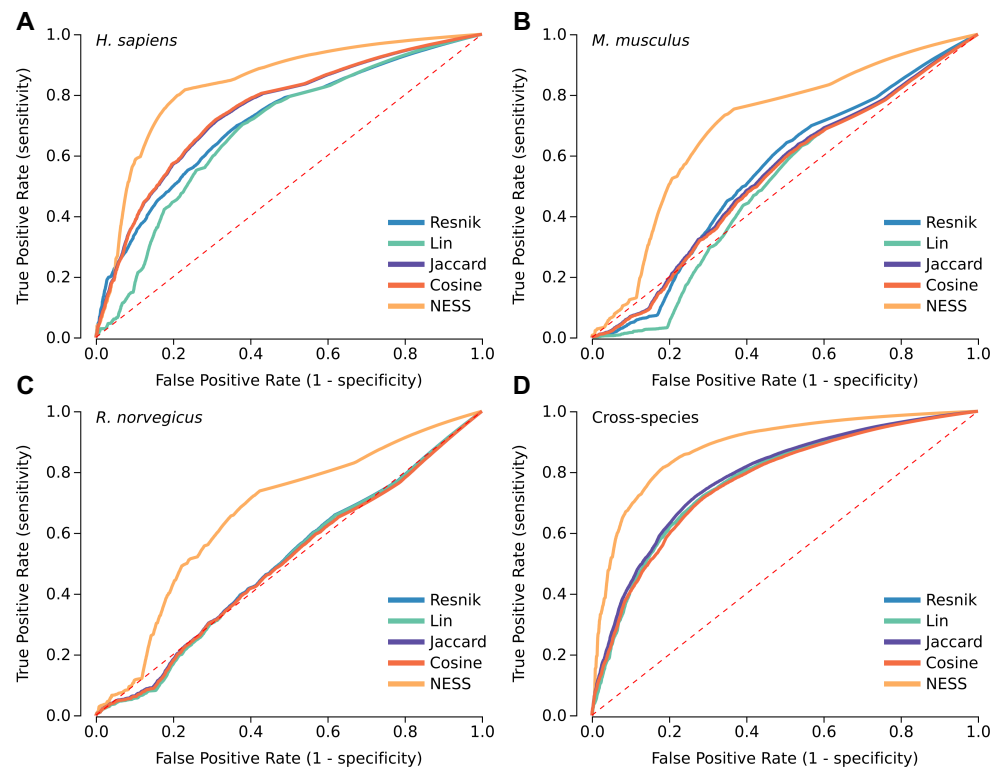 A
H. sapiens
True Positive Rate (sensitivity)
1.0
0.8
0.6
0.4
0.2
0.0
0.0 0.2 0.4 0.6 0.8 1.0
False Positive Rate (1 - specificity)
Resnik
Lin
Jaccard
Cosine
NESS
B
M. musculus
True Positive Rate (sensitivity)
1.0
0.8
0.6
0.4
0.2
0.0
0.0 0.2 0.4 0.6 0.8 1.0
False Positive Rate (1 - specificity)
Resnik
Lin
Jaccard
Cosine
NESS
C
R. norvegicus
True Positive Rate (sensitivity)
1.0
0.8
0.6
0.4
0.2
0.0
0.0 0.2 0.4 0.6 0.8 1.0
False Positive Rate (1 - specificity)
Resnik
Lin
Jaccard
Cosine
NESS
D
Cross-species
True Positive Rate (sensitivity)
1.0
0.8
0.6
0.4
0.2
0.0
0.0 0.2 0.4 0.6 0.8 1.0
False Positive Rate (1 - specificity)
Resnik
Lin
Jaccard
Cosine
NESS